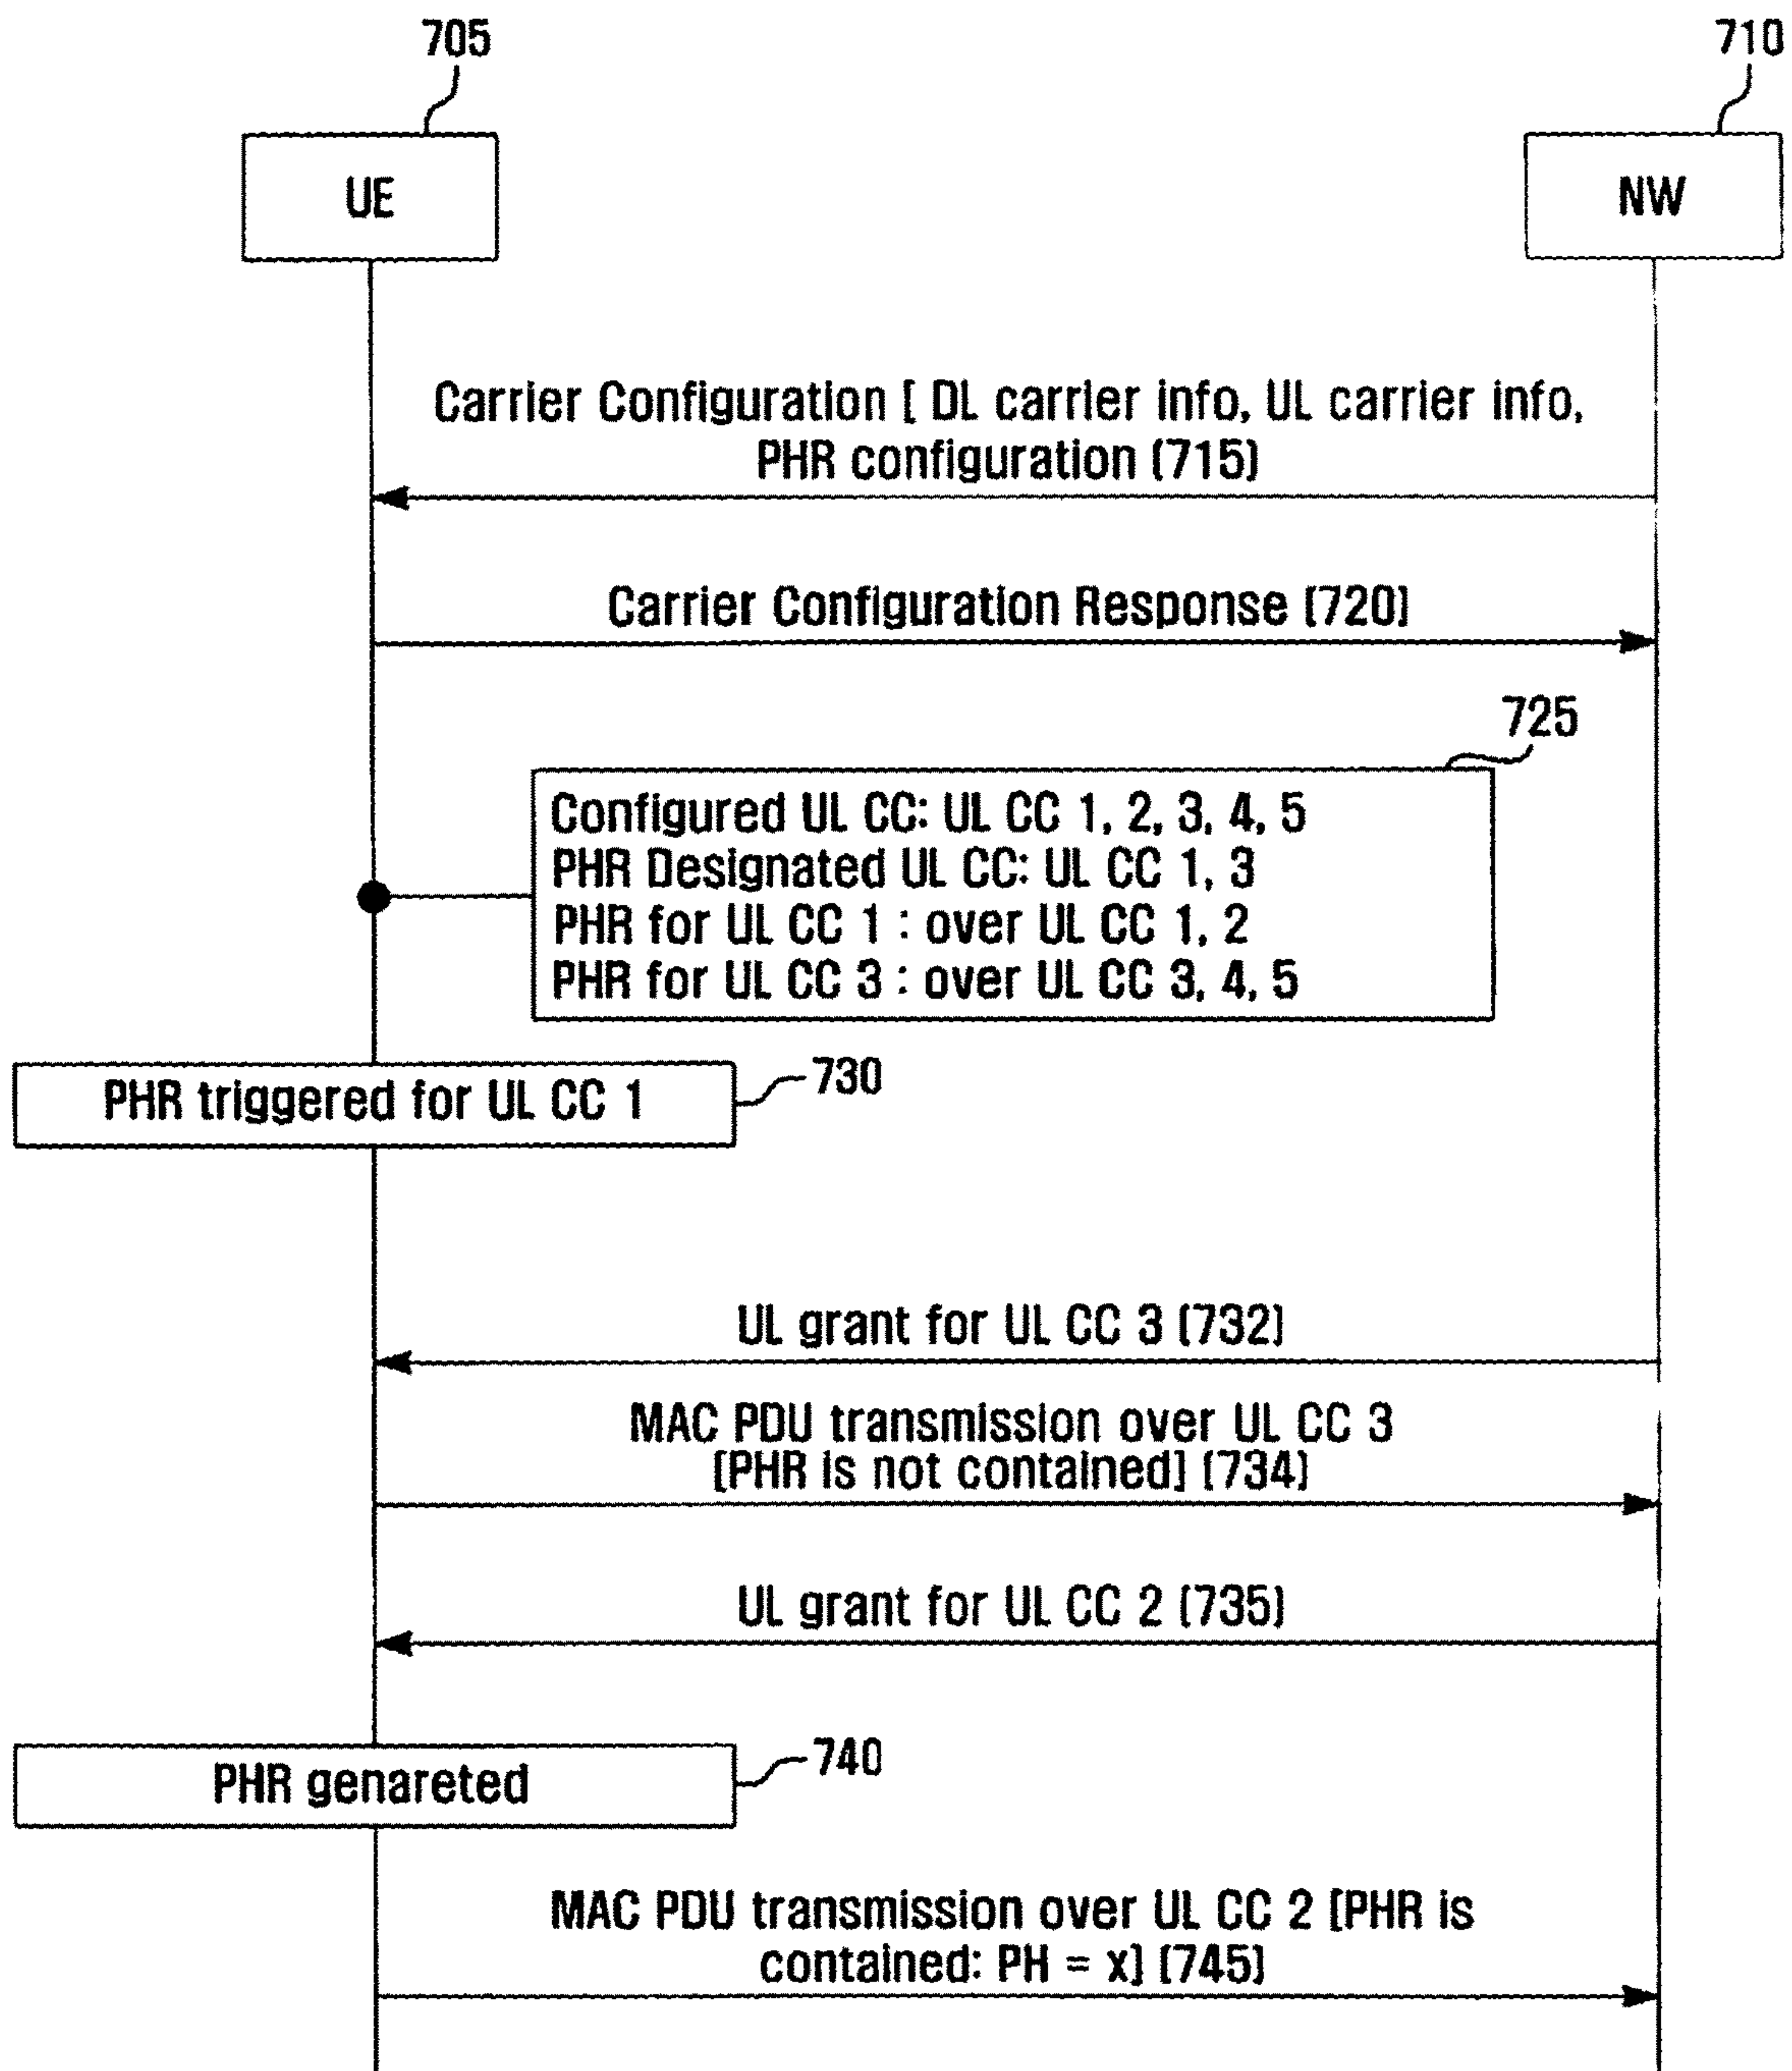 705
710
UE
NW
Carrier Configuration [ DL carrier info, UL carrier info,
PHR configuration (715)
Carrier Configuration Response (720)
725
Configured UL CC: UL CC 1, 2, 3, 4, 5
PHR Designated UL CC: UL CC 1, 3
PHR for UL CC 1 : over UL CC 1, 2
PHR for UL CC 3 : over UL CC 3, 4, 5
PHR triggered for UL CC 1
730
UL grant for UL CC 3 (732)
MAC PDU transmission over UL CC 3
[PHR is not contained] (734)
UL grant for UL CC 2 (735)
PHR genareted
740
MAC PDU transmission over UL CC 2 [PHR is
contained: PH = x] (745)